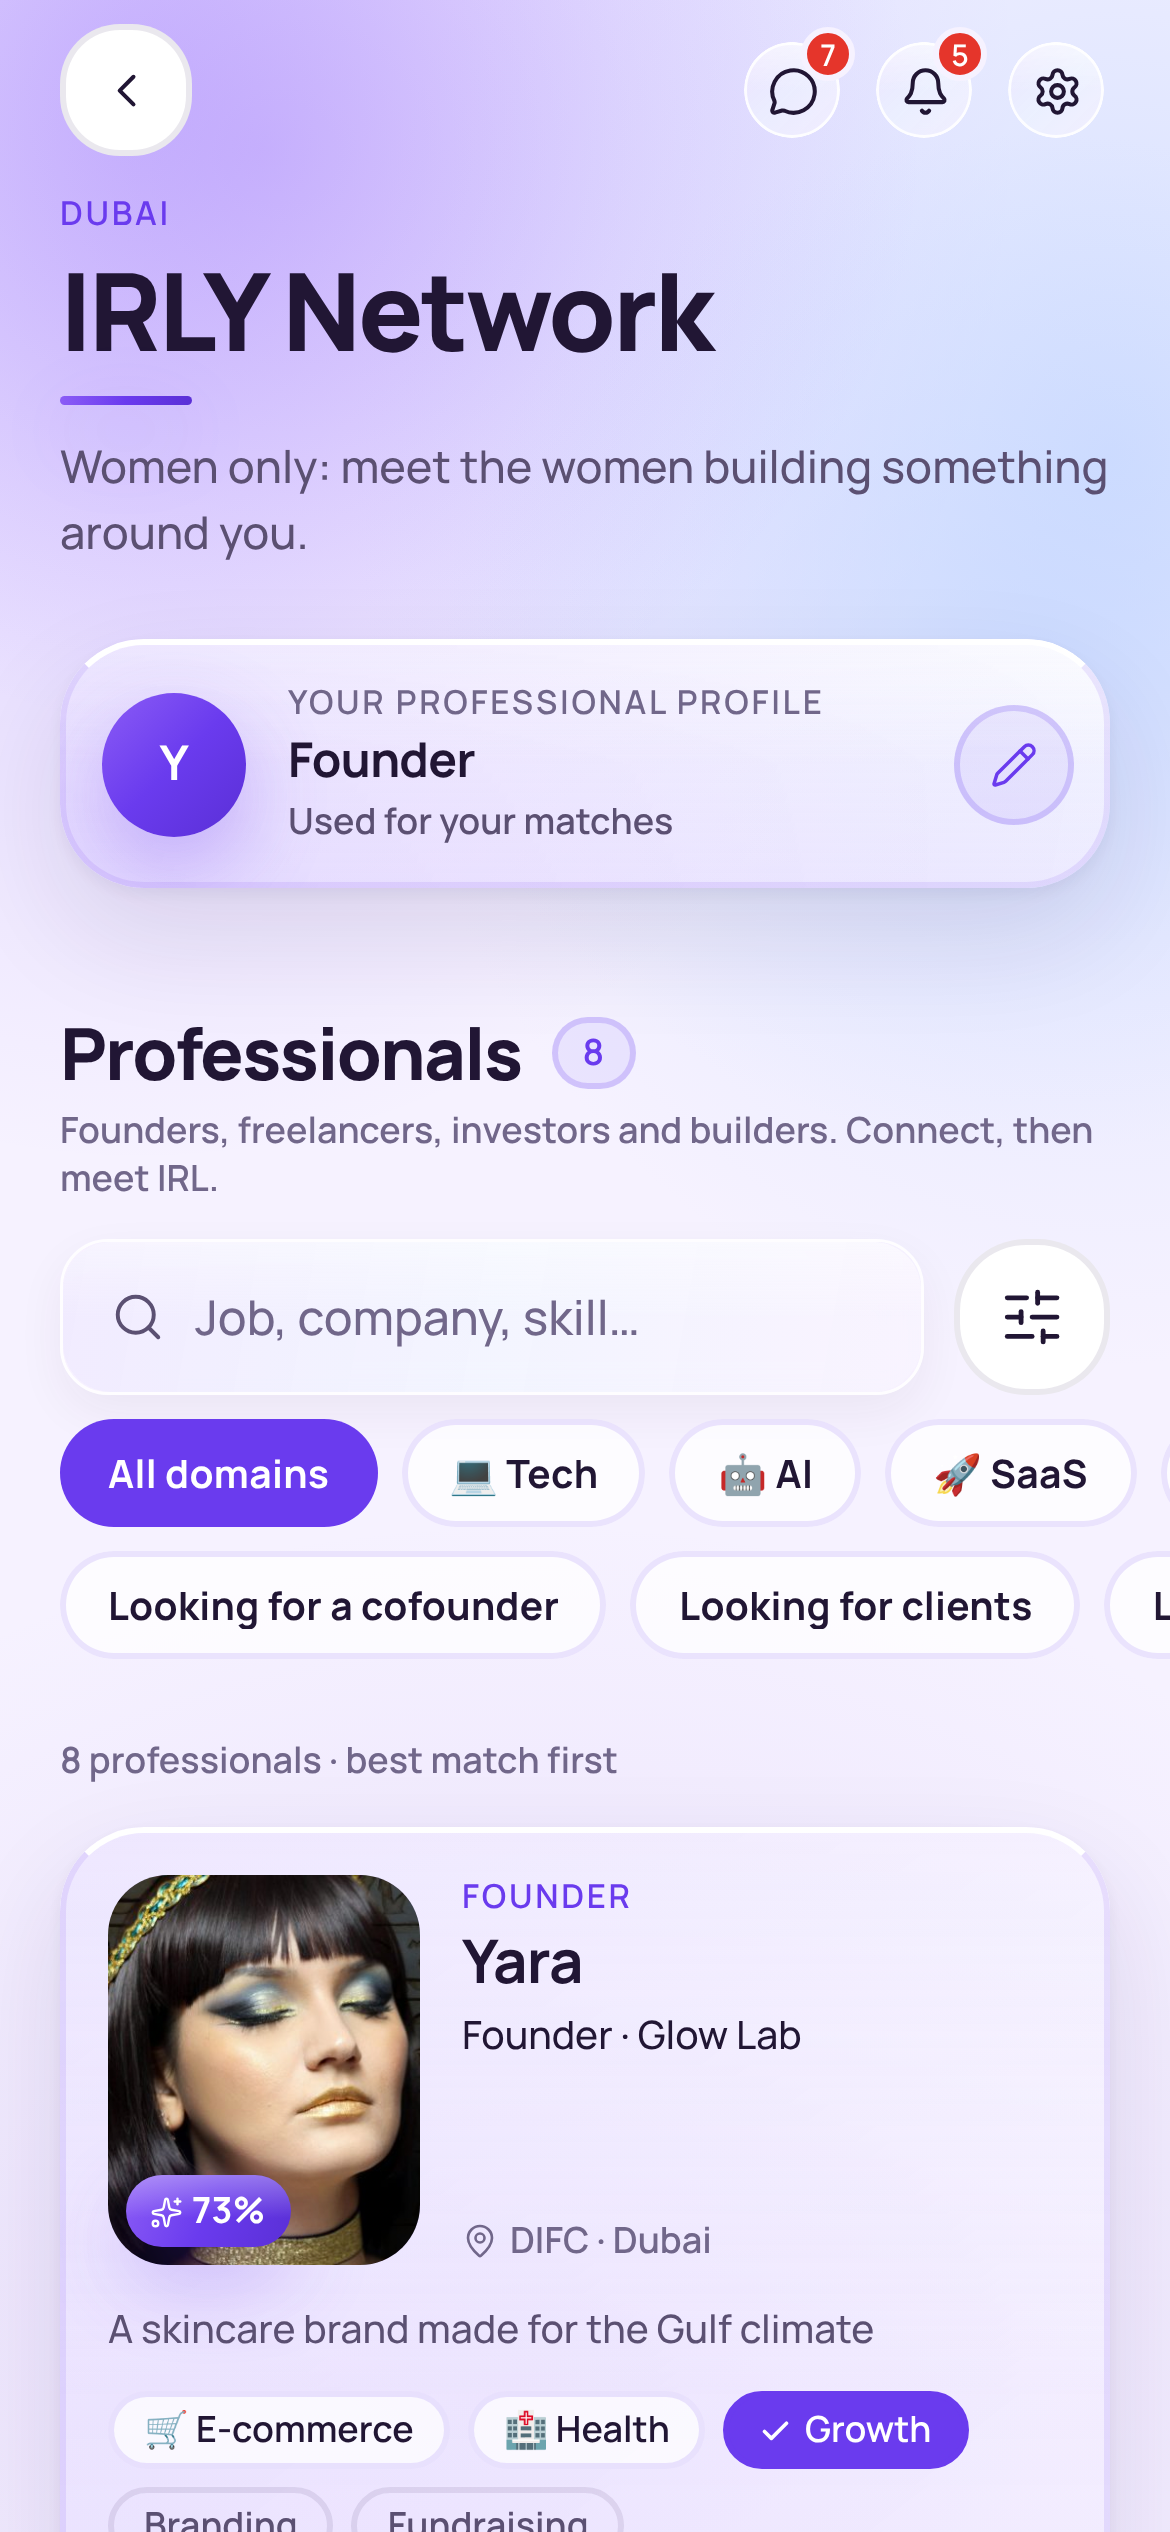 7
5
DUBAI
IRLY Network
Women only: meet the women building something
around you.
Y
YOUR PROFESSIONAL PROFILE
Founder
Used for your matches
Professionals 8
Founders, freelancers, investors and builders. Connect, then
meet IRL.
Job, company, skill...
All domains 💻 Tech 🤖 AI 🚀 SaaS
Looking for a cofounder Looking for clients
8 professionals · best match first
FOUNDER
Yara
Founder · Glow Lab
73%
DIFC · Dubai
A skincare brand made for the Gulf climate
🛒 E-commerce 🏥 Health ✓ Growth
Branding Fundraising